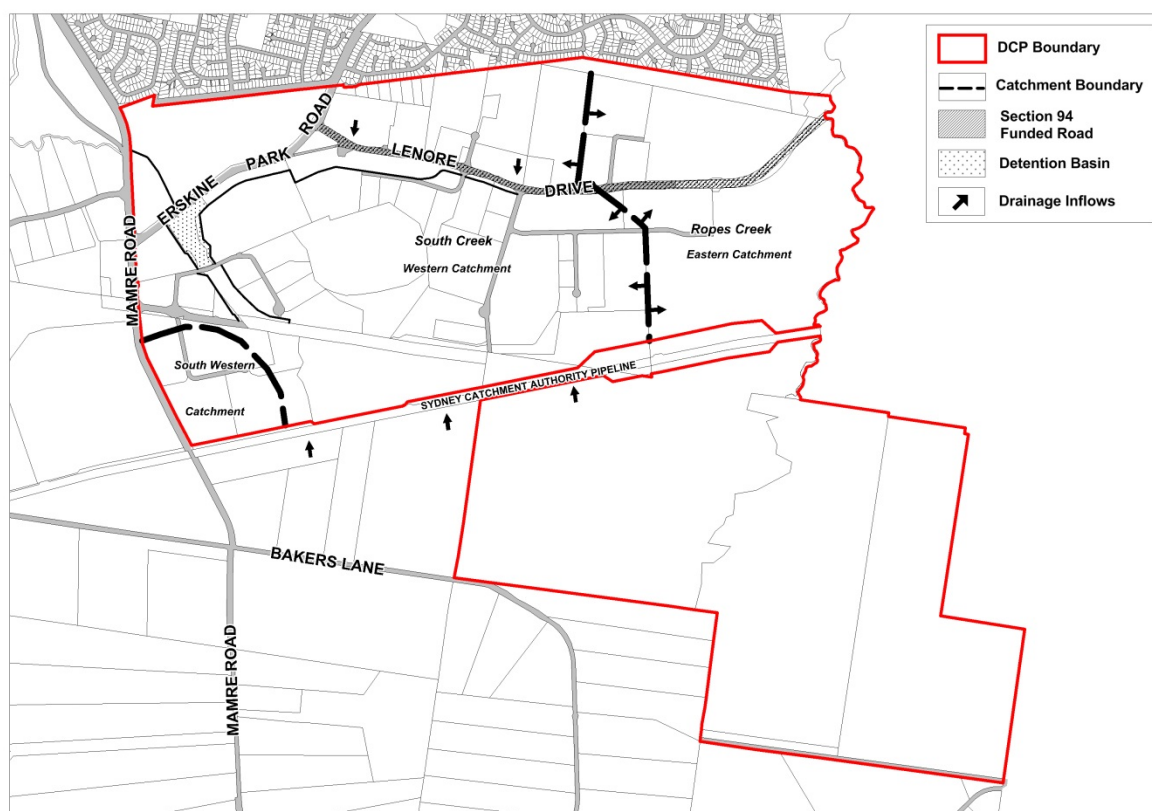 DCP Boundary
Catchment Boundary
Section 94
Funded Road
Detention Basin
Drainage Inflows
ERSKINE PARK ROAD
LENORE DRIVE
MAMRE ROAD
South Creek
Western Catchment
Ropes Creek
Eastern Catchment
South Western
Catchment
SYDNEY CATCHMENT AUTHORITY PIPELINE
BAKERS LANE
MAMRE ROAD